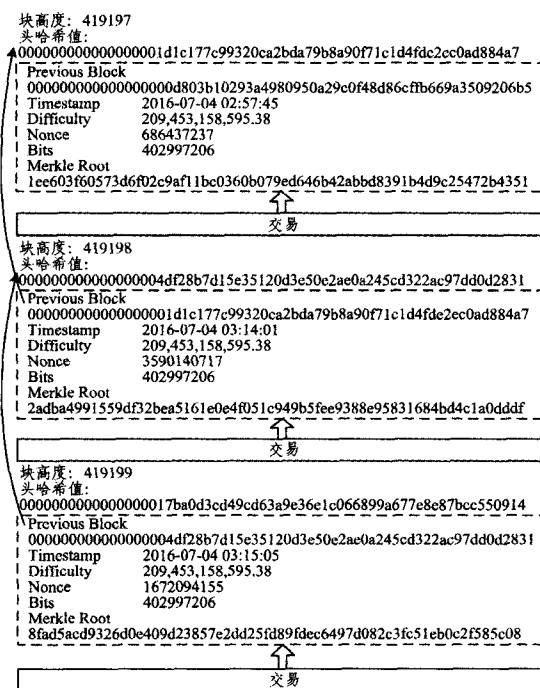 块高度: 419197
头哈希值:
0000000000000000001d1c177c99320ca2bda79b8a90f71c1d4fdc2cc0ad884a7
Previous Block
000000000000000000d803b10293a4980950a29c0f48d86cffb669a3509206b5
Timestamp 2016-07-04 02:57:45
Difficulty 209,453,158,595.38
Nonce 686437237
Bits 402997206
Merkle Root
1ee603f60573d6f02c9af11bc0360b079ed646b42abbd8391b4d9c25472b4351
交易
块高度: 419198
头哈希值:
000000000000000004df28b7d15e35120d3e50e2ae0a245cd322ac97dd0d2831
Previous Block
000000000000000001d1c177c99320ca2bda79b8a90f71c1d4fde2ec0ad884a7
Timestamp 2016-07-04 03:14:01
Difficulty 209,453,158,595.38
Nonce 3590140717
Bits 402997206
Merkle Root
2adba4991559df32bea5161e0e4f051c949b5fee9388e95831684bd4c1a0dddf
交易
块高度: 419199
头哈希值:
000000000000000017ba0d3cd49cd63a9e36e1c066899a677e8e87bcc550914
Previous Block
000000000000000004df28b7d15e35120d3e50e2ae0a245cd322ac97dd0d2831
Timestamp 2016-07-04 03:15:05
Difficulty 209,453,158,595.38
Nonce 1672094155
Bits 402997206
Merkle Root
8fad5acd9326d0e409d23857e2dd25fd89fdec6497d082c3fc51eb0c2f585c08
交易